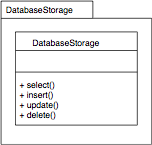 DatabaseStorage
DatabaseStorage
+ select()
+ insert()
+ update()
+ delete()